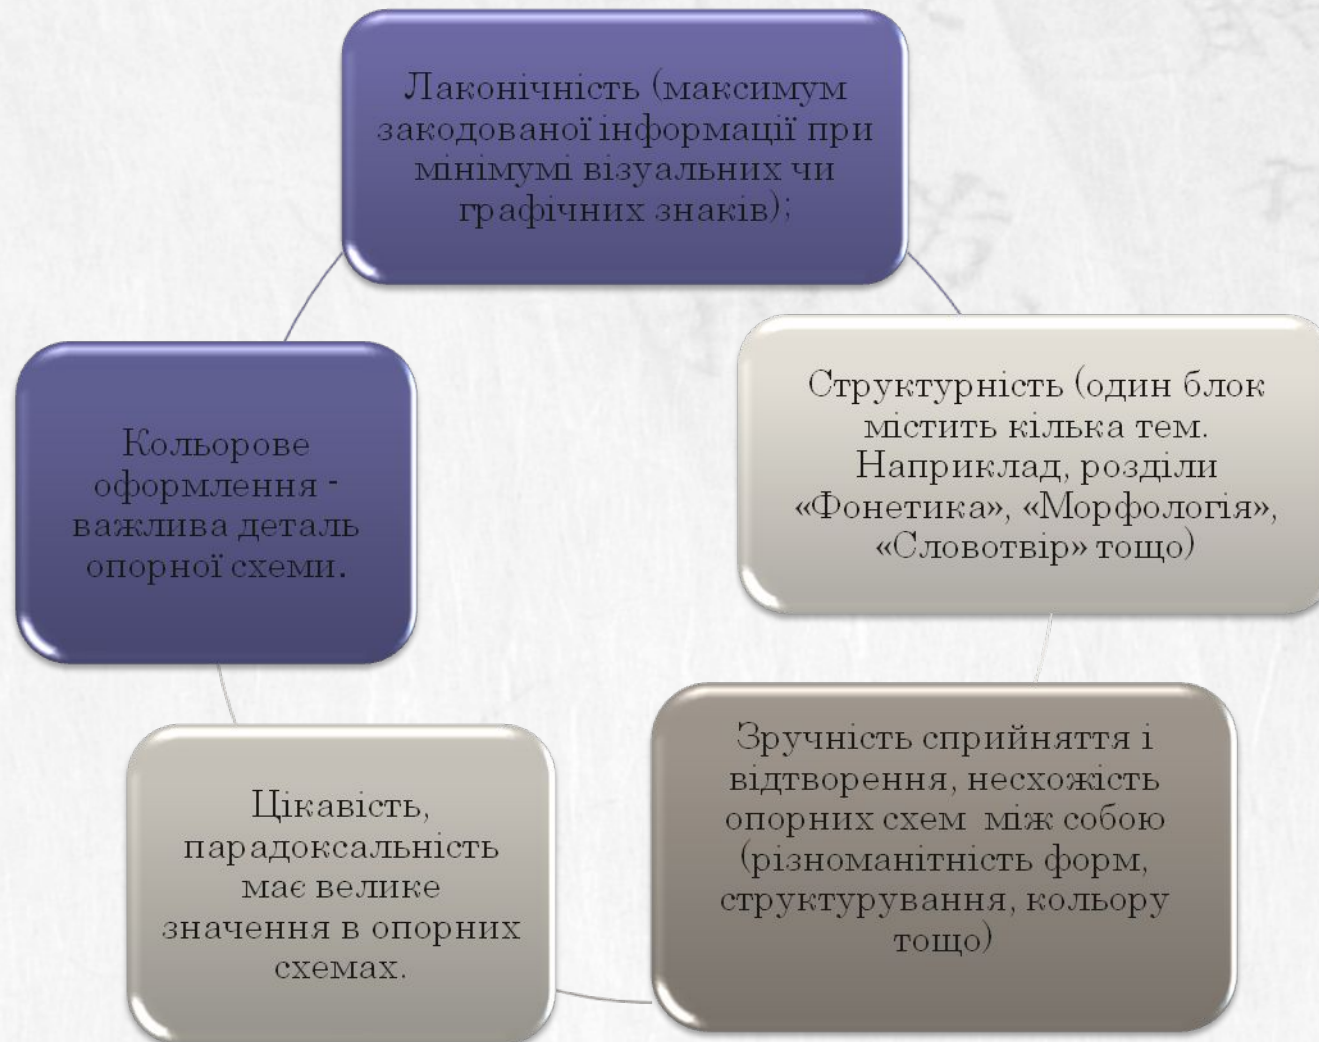 Лаконічність (максимум
закодованої інформації при
мінімумі візуальних чи
графічних знаків);
Структурність (один блок
містить кілька тем.
Наприклад, розділи
«Фонетика», «Морфологія»,
«Словотвір» тощо)
Зручність сприйняття і
відтворення, несхожість
опорних схем між собою
(різноманітність форм,
структурування, кольору
тощо)
Цікавість,
парадоксальність
має велике
значення в опорних
схемах.
Кольорове
оформлення -
важлива деталь
опорної схеми.